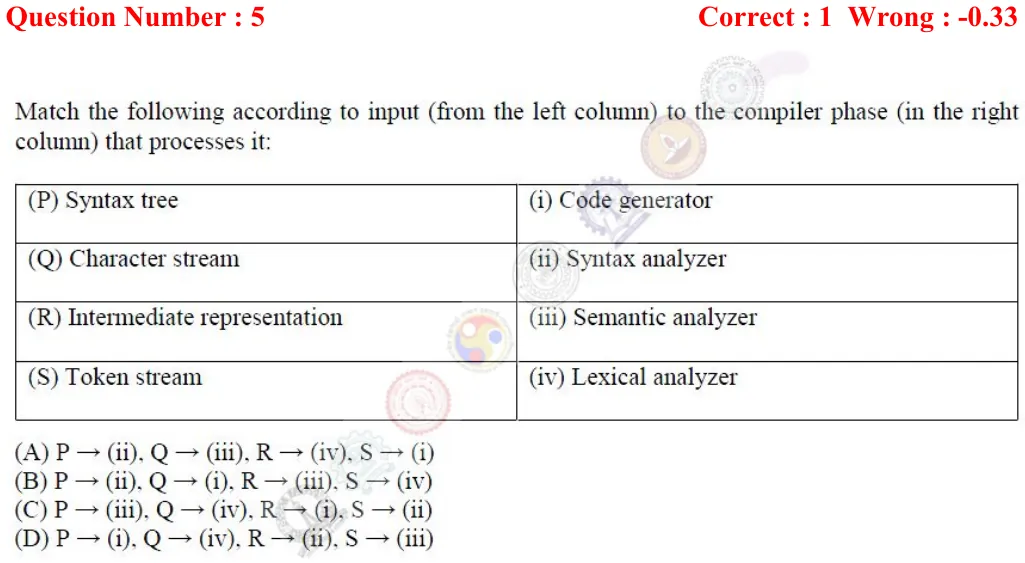 Question Number : 5 Correct : 1 Wrong : -0.33
Match the following according to input (from the left column) to the compiler phase (in the right
column) that processes it:
(P) Syntax tree (i) Code generator
(Q) Character stream (ii) Syntax analyzer
(R) Intermediate representation (iii) Semantic analyzer
(S) Token stream (iv) Lexical analyzer
(A) P → (ii), Q → (iii), R → (iv), S → (i)
(B) P → (ii), Q → (i), R → (iii), S → (iv)
(C) P → (iii), Q → (iv), R → (i), S → (ii)
(D) P → (i), Q → (iv), R → (ii), S → (iii)